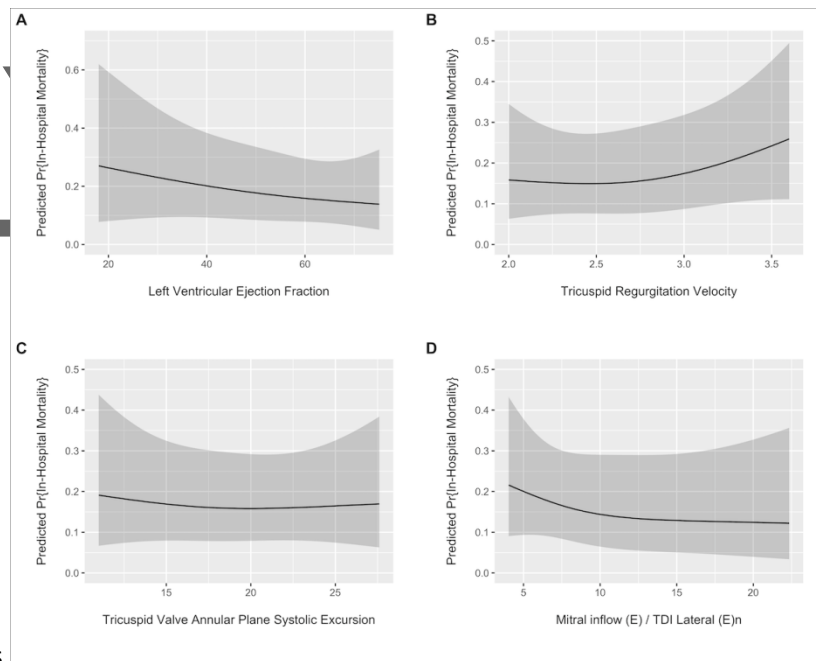 A
Predicted Pr{In-Hospital Mortality}
0.6
0.4
0.2
0.0
20 40 60
Left Ventricular Ejection Fraction
B
Predicted Pr{In-Hospital Mortality}
0.5
0.4
0.3
0.2
0.1
0.0
2.0 2.5 3.0 3.5
Tricuspid Regurgitation Velocity
C
Predicted Pr{In-Hospital Mortality}
0.5
0.4
0.3
0.2
0.1
0.0
15 20 25
Tricuspid Valve Annular Plane Systolic Excursion
D
Predicted Pr{In-Hospital Mortality}
0.5
0.4
0.3
0.2
0.1
0.0
5 10 15 20
Mitral inflow (E) / TDI Lateral (E)n